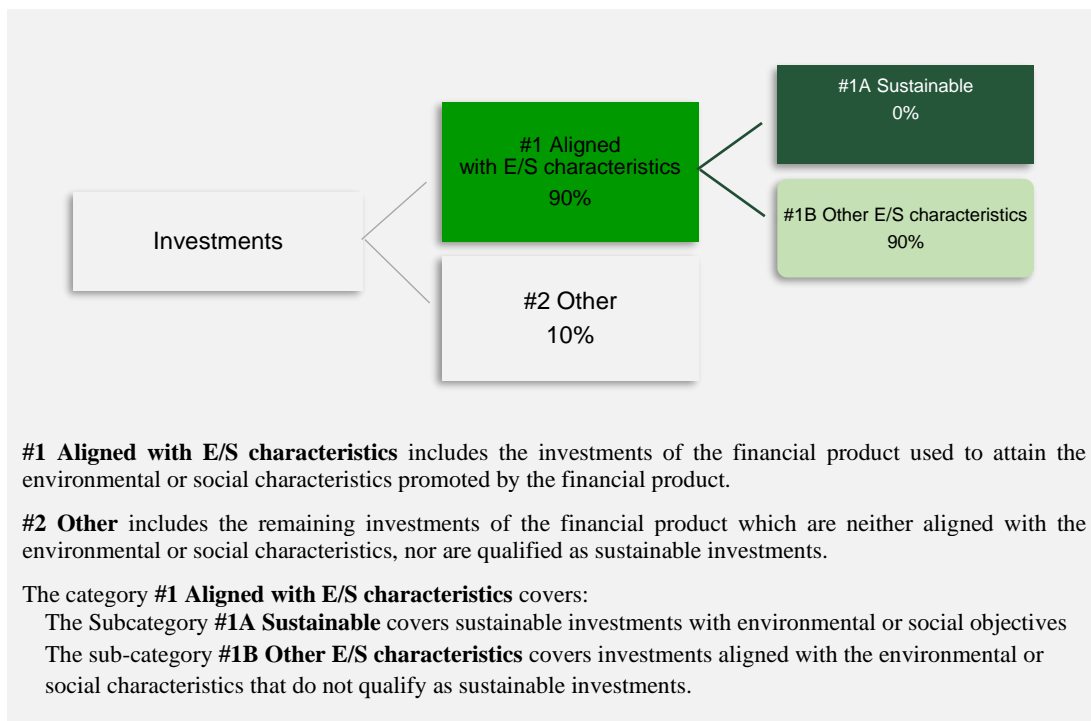 #1A Sustainable
0%
#1 Aligned
with E/S characteristics
90%
#1B Other E/S characteristics
90%
Investments
#2 Other
10%
#1 Aligned with E/S characteristics includes the investments of the financial product used to attain the
environmental or social characteristics promoted by the financial product.
#2 Other includes the remaining investments of the financial product which are neither aligned with the
environmental or social characteristics, nor are qualified as sustainable investments.
The category #1 Aligned with E/S characteristics covers:
The Subcategory #1A Sustainable covers sustainable investments with environmental or social objectives
The sub-category #1B Other E/S characteristics covers investments aligned with the environmental or
social characteristics that do not qualify as sustainable investments.